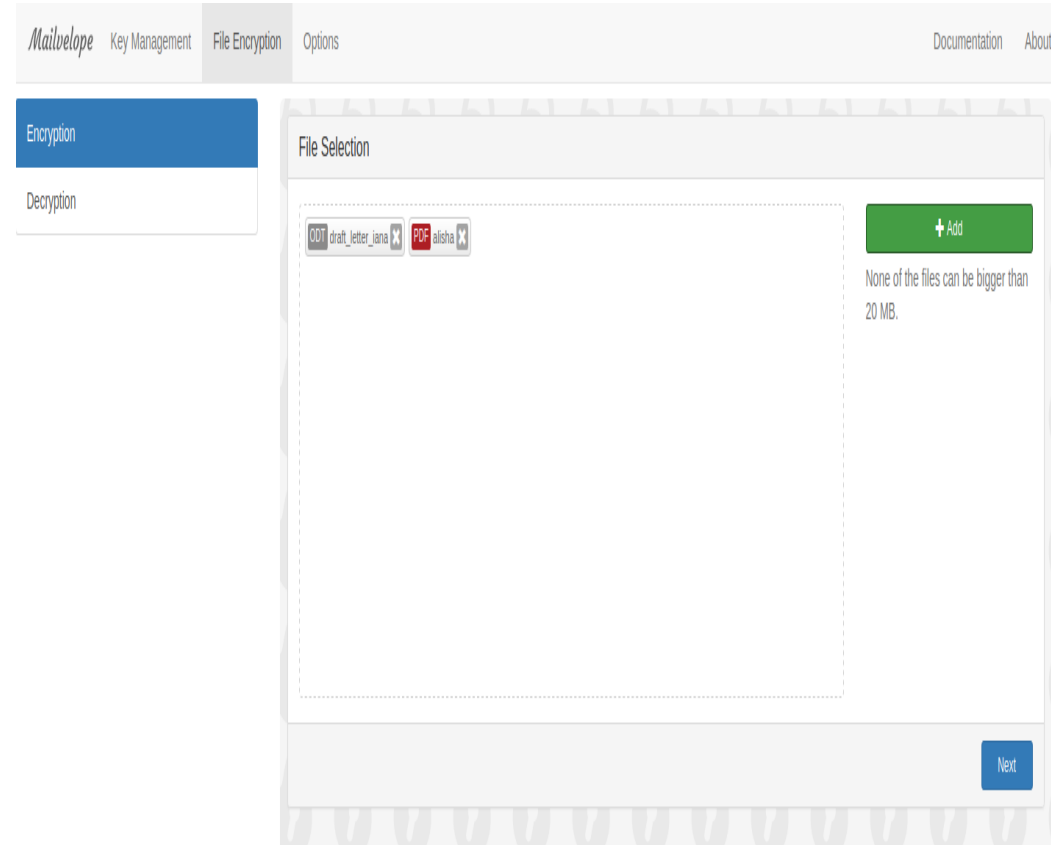 Mailvelope Key Management File Encryption Options Documentation About
Encryption
Decryption
File Selection
ODT draft_letter_iana PDF alisha
Add
None of the files can be bigger than
20 MB.
Next